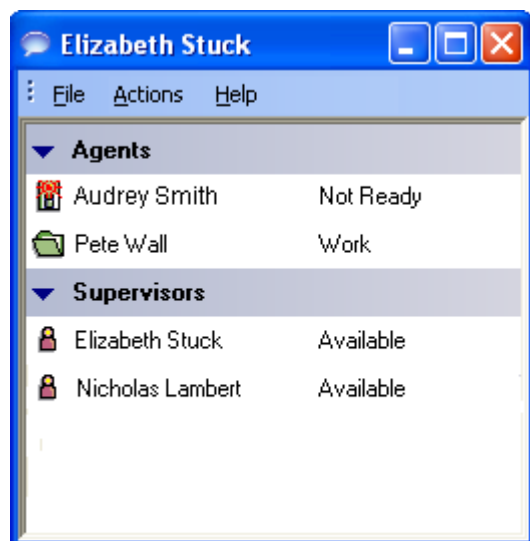 Elizabeth Stuck
File Actions Help
Agents
Audrey Smith Not Ready
Pete Wall Work
Supervisors
Elizabeth Stuck Available
Nicholas Lambert Available